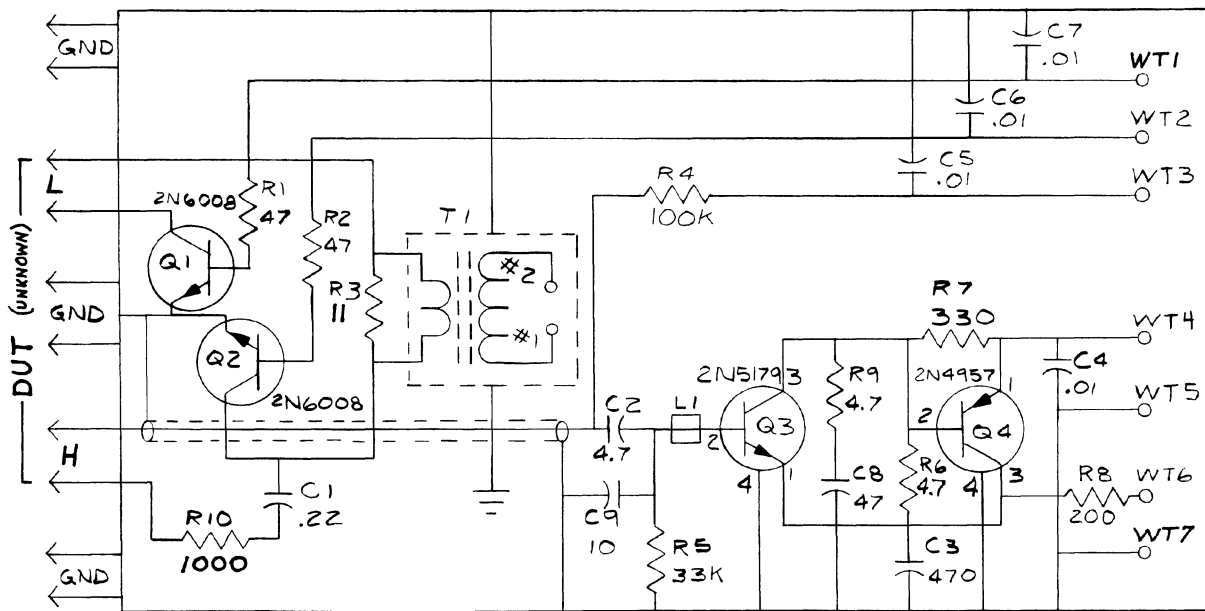 GND
C7
.01
WT1
C6
.01
WT2
L
2N6008
R1
47
C5
.01
R4
100K
WT3
DUT (UNKNOWN)
Q1
R2
47
T1
#2
#1
R3
11
GND
Q2
2N6008
R7
330
WT4
2N5179
3
R9
4.7
2N4957
1
C4
.01
WT5
H
C2
4.7
L1
2
Q3
1
4
2
Q4
3
4
R6
4.7
C8
47
R8
200
WT6
C1
.22
R10
1000
C9
10
R5
33K
C3
470
WT7
GND